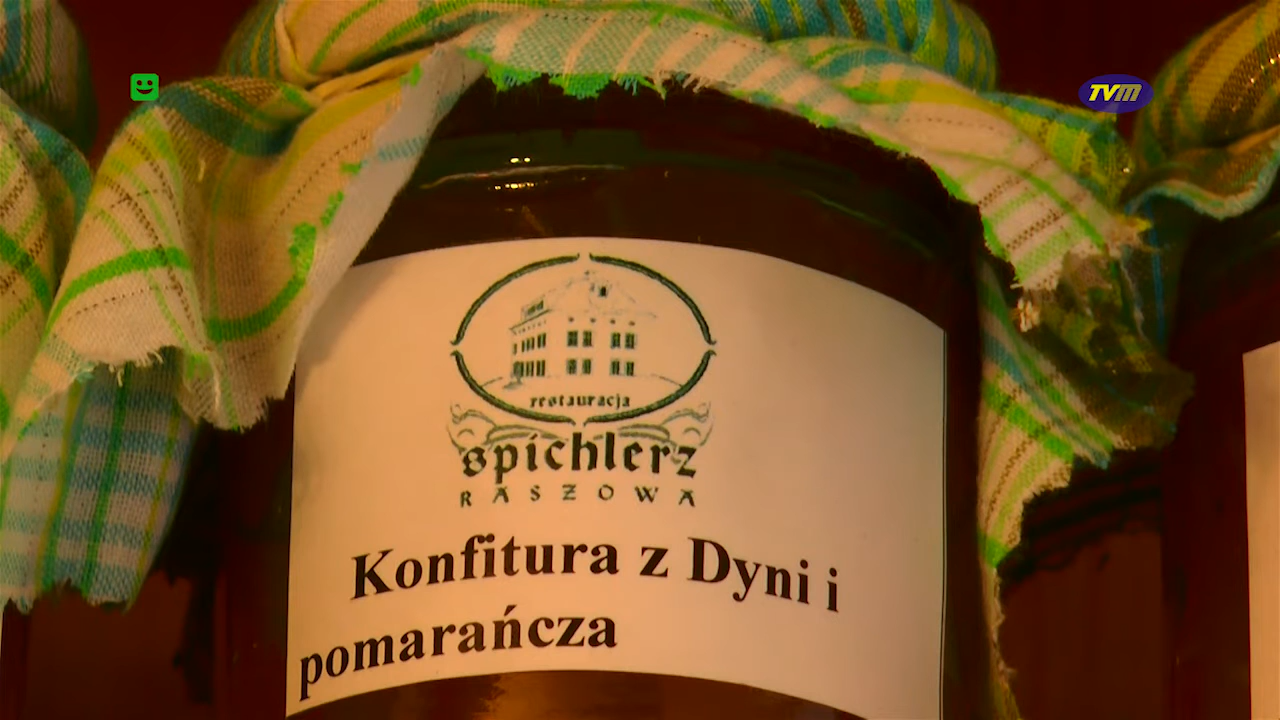 TVM
restauracja
spichlerz
RASZOWA
Konfitura z Dyni i
pomarańcza